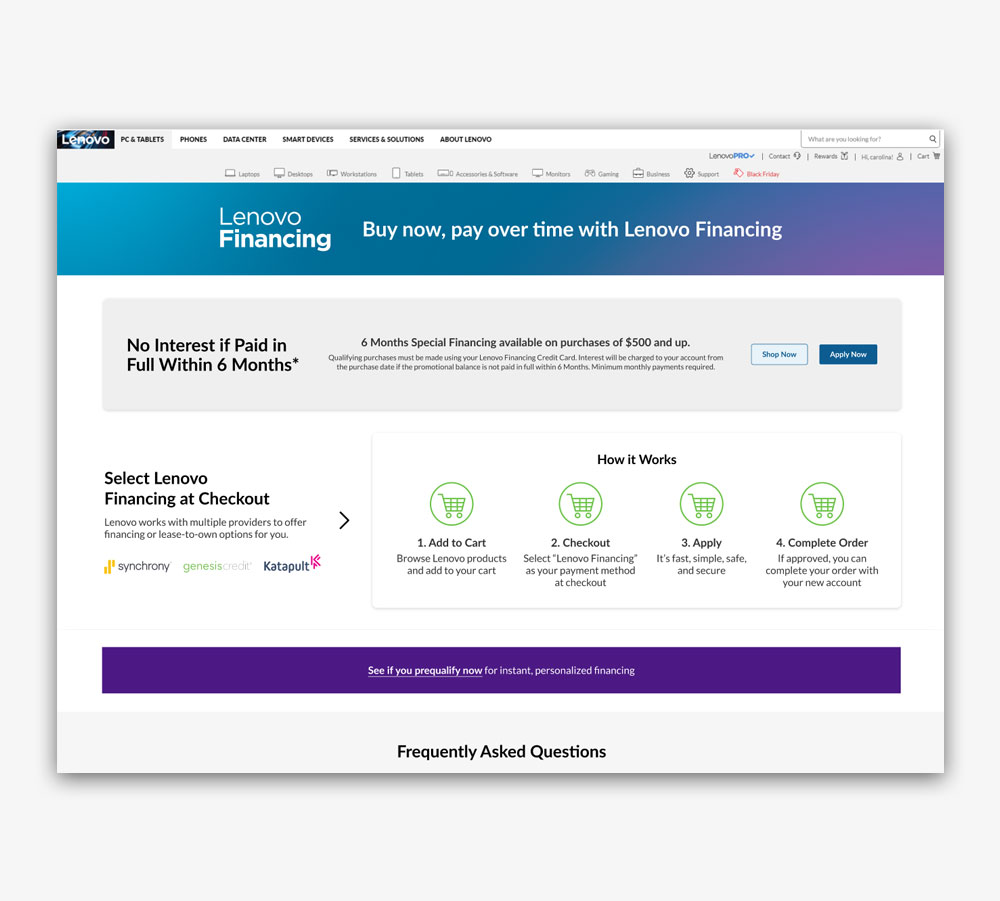 Lenovo PC & TABLETS PHONES DATA CENTER SMART DEVICES SERVICES & SOLUTIONS ABOUT LENOVO
What are you looking for?
LenovoPRO | Contact | Rewards | Hi, carolina! | Cart
Laptops Desktops Workstations Tablets Accessories & Software Monitors Gaming Business Support Black Friday
Lenovo
Financing
Buy now, pay over time with Lenovo Financing
No Interest if Paid in
Full Within 6 Months*
6 Months Special Financing available on purchases of $500 and up.
Qualifying purchases must be made using your Lenovo Financing Credit Card. Interest will be charged to your account from
the purchase date if the promotional balance is not paid in full within 6 Months. Minimum monthly payments required.
Shop Now
Apply Now
Select Lenovo
Financing at Checkout
Lenovo works with multiple providers to offer
financing or lease-to-own options for you.
synchrony genesiscredit Katapult
How it Works
1. Add to Cart
Browse Lenovo products
and add to your cart
2. Checkout
Select “Lenovo Financing”
as your payment method
at checkout
3. Apply
It’s fast, simple, safe,
and secure
4. Complete Order
If approved, you can
complete your order with
your new account
See if you prequalify now for instant, personalized financing
Frequently Asked Questions